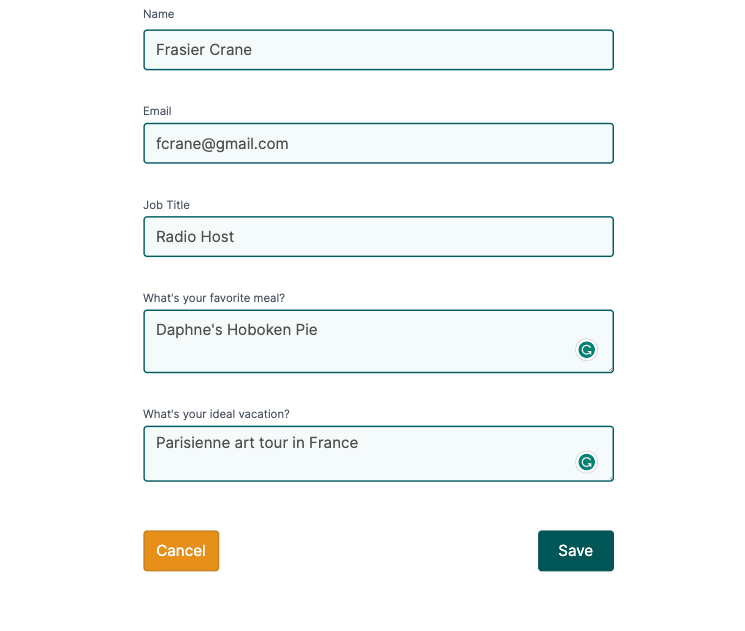 Name
Frasier Crane
Email
fcrane@gmail.com
Job Title
Radio Host
What's your favorite meal?
Daphne's Hoboken Pie
What's your ideal vacation?
Parisienne art tour in France
Cancel Save